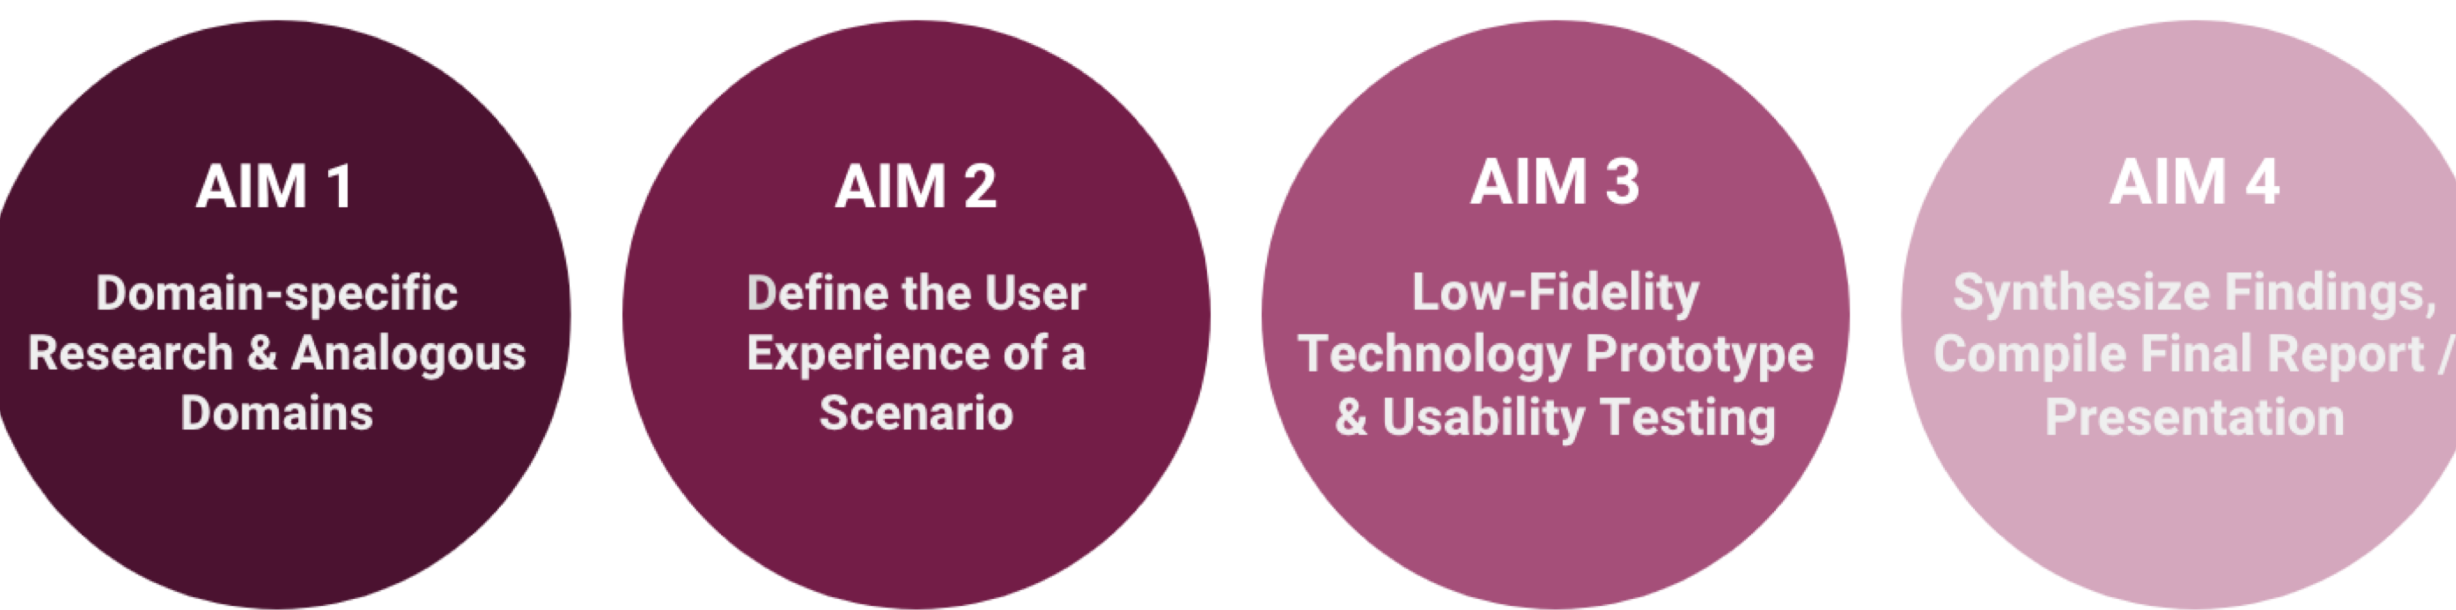 AIM 1
Domain-specific
Research & Analogous
Domains
AIM 2
Define the User
Experience of a
Scenario
AIM 3
Low-Fidelity
Technology Prototype
& Usability Testing
AIM 4
Synthesize Findings,
Compile Final Report /
Presentation